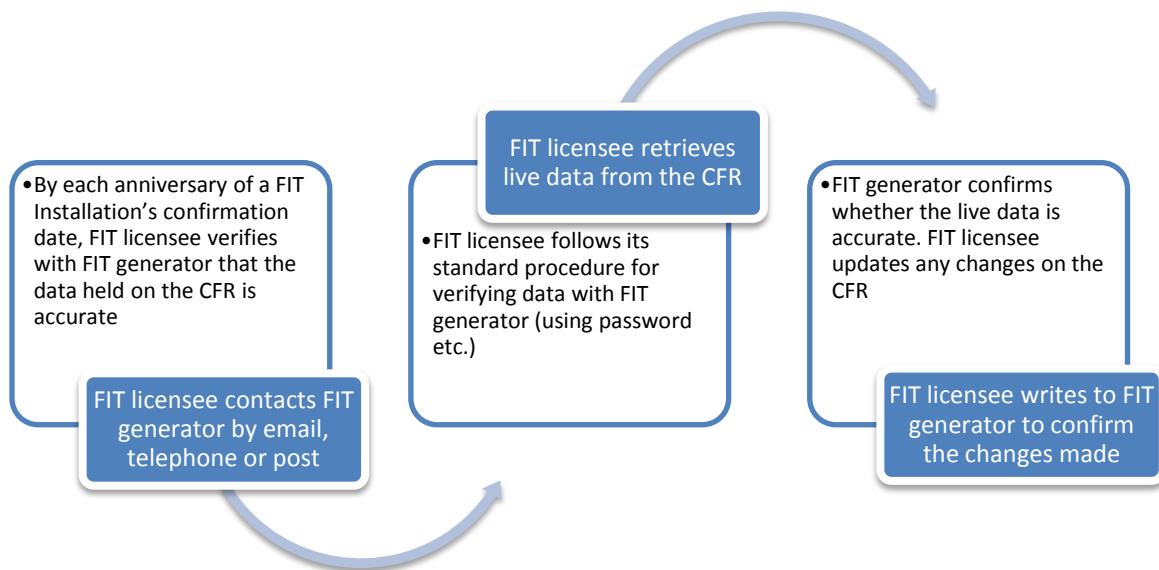 •By each anniversary of a FIT
Installation’s confirmation
date, FIT licensee verifies
with FIT generator that the
data held on the CFR is
accurate
FIT licensee contacts FIT
generator by email,
telephone or post
FIT licensee retrieves
live data from the CFR
•FIT licensee follows its
standard procedure for
verifying data with FIT
generator (using password
etc.)
•FIT generator confirms
whether the live data is
accurate. FIT licensee
updates any changes on the
CFR
FIT licensee writes to FIT
generator to confirm
the changes made